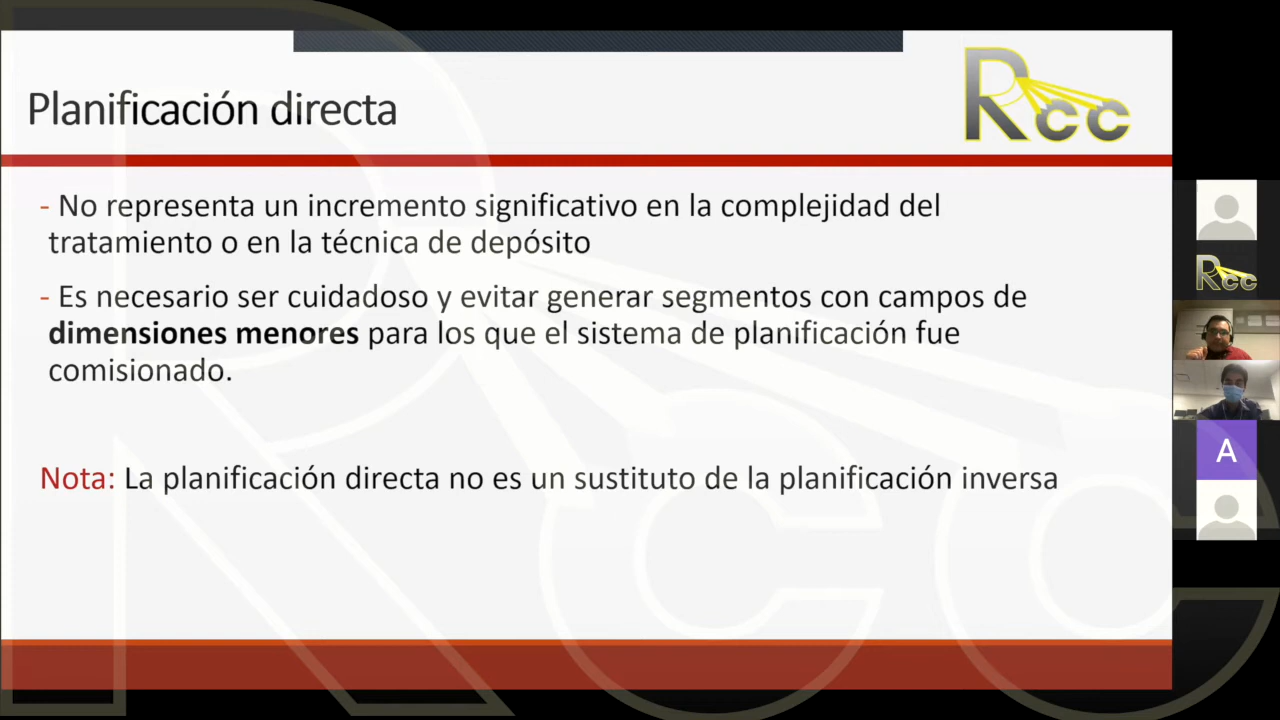 Planificación directa
Rcc
- No representa un incremento significativo en la complejidad del
tratamiento o en la técnica de depósito
- Es necesario ser cuidadoso y evitar generar segmentos con campos de
dimensiones menores para los que el sistema de planificación fue
comisionado.
Nota: La planificación directa no es un sustituto de la planificación inversa
Rcc
A